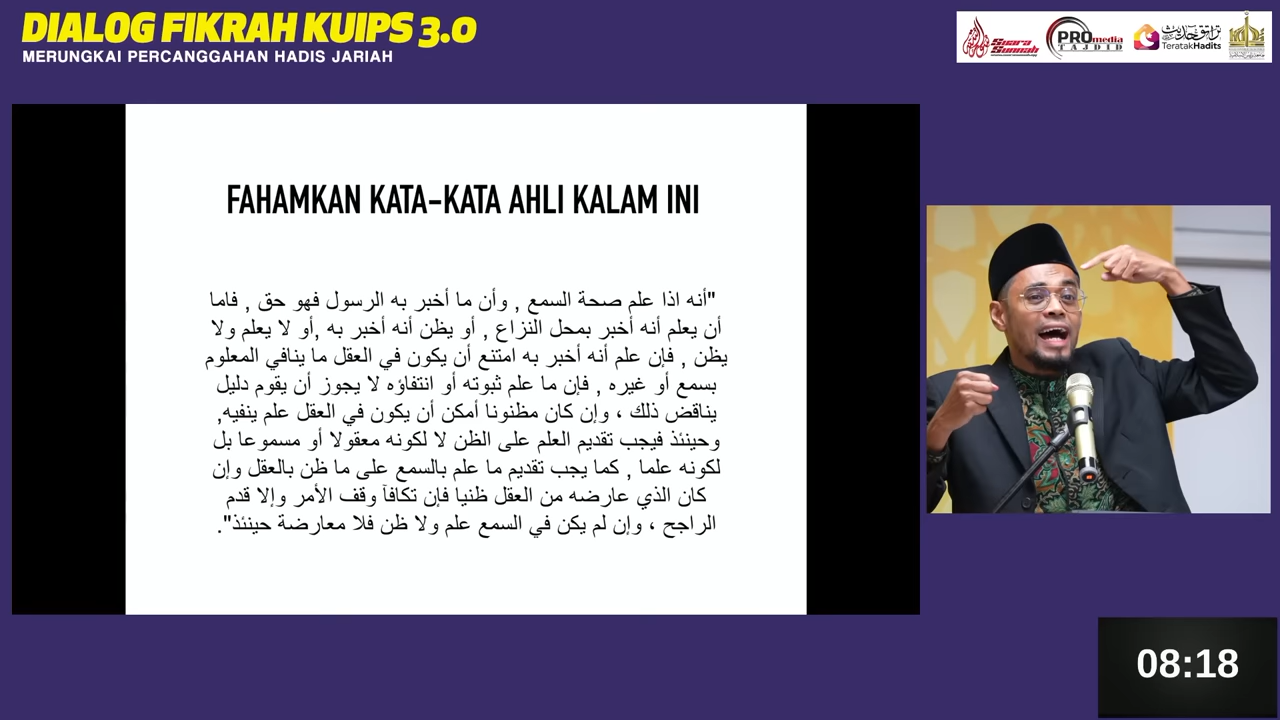 DIALOG FIKRAH KUIPS 3.0
MERUNGKAI PERCANGGAHAN HADIS JARIAH
Suara Sunnah
PROmedia
TAJDID
تراتق حديث
TeratakHadits
FAHAMKAN KATA-KATA AHLI KALAM INI
"أنه اذا علم صحة السمع , وأن ما أخبر به الرسول فهو حق , فاما
أن يعلم أنه أخبر بمحل النزاع , أو يظن أنه أخبر به ,أو لا يعلم ولا
يظن , فإن علم أنه أخبر به امتنع أن يكون في العقل ما ينافي المعلوم
بسمع أو غيره , فإن ما علم ثبوته أو انتفاؤه لا يجوز أن يقوم دليل
يناقض ذلك ، وإن كان مظنونا أمكن أن يكون في العقل علم ينفيه,
وحينئذ فيجب تقديم العلم على الظن لا لكونه معقولا أو مسموعا بل
لكونه علما , كما يجب تقديم ما علم بالسمع على ما ظن بالعقل وإن
كان الذي عارضه من العقل ظنيا فإن تكافآ وقف الأمر وإلا قدم
الراجح ، وإن لم يكن في السمع علم ولا ظن فلا معارضة حينئذ".
08:18